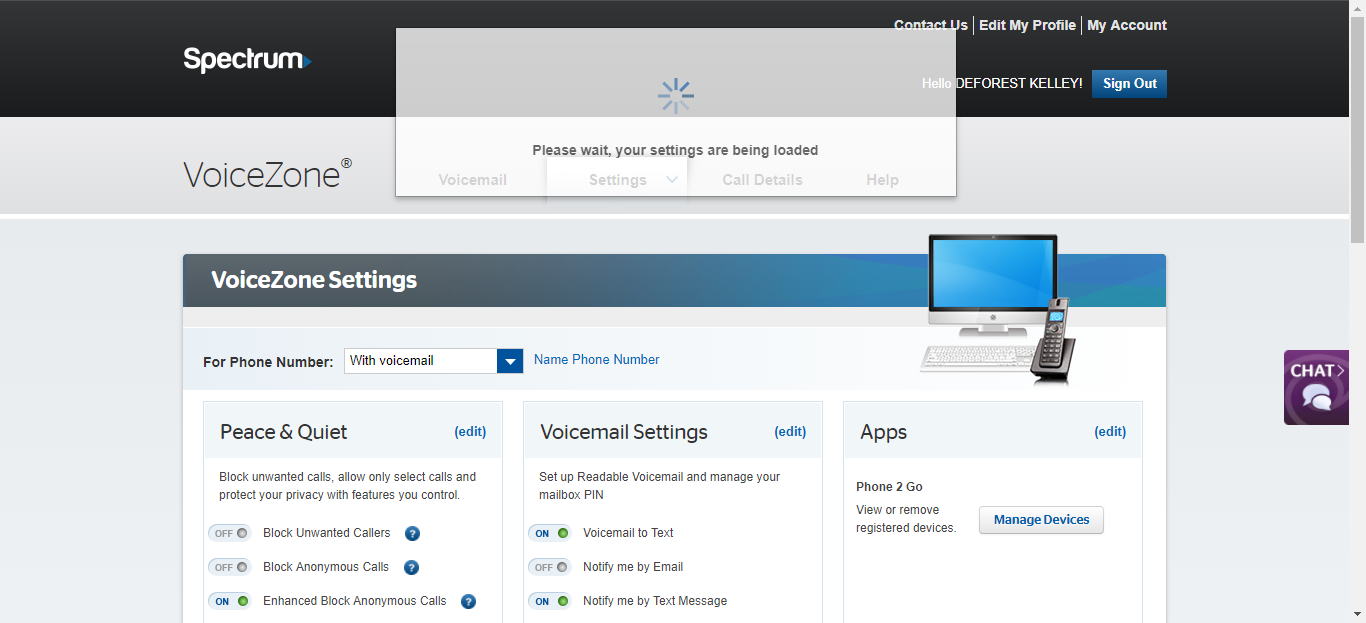 Contact Us | Edit My Profile | My Account
Spectrum
Hello DEFOREST KELLEY!
Sign Out
Please wait, your settings are being loaded
VoiceZone®
Voicemail
Settings
Call Details
Help
VoiceZone Settings
For Phone Number:
With voicemail
Name Phone Number
Peace & Quiet
(edit)
Block unwanted calls, allow only select calls and
protect your privacy with features you control.
OFF
Block Unwanted Callers
?
OFF
Block Anonymous Calls
?
ON
Enhanced Block Anonymous Calls
?
Voicemail Settings
(edit)
Set up Readable Voicemail and manage your
mailbox PIN
ON
Voicemail to Text
OFF
Notify me by Email
ON
Notify me by Text Message
Apps
(edit)
Phone 2 Go
View or remove
registered devices.
Manage Devices
CHAT